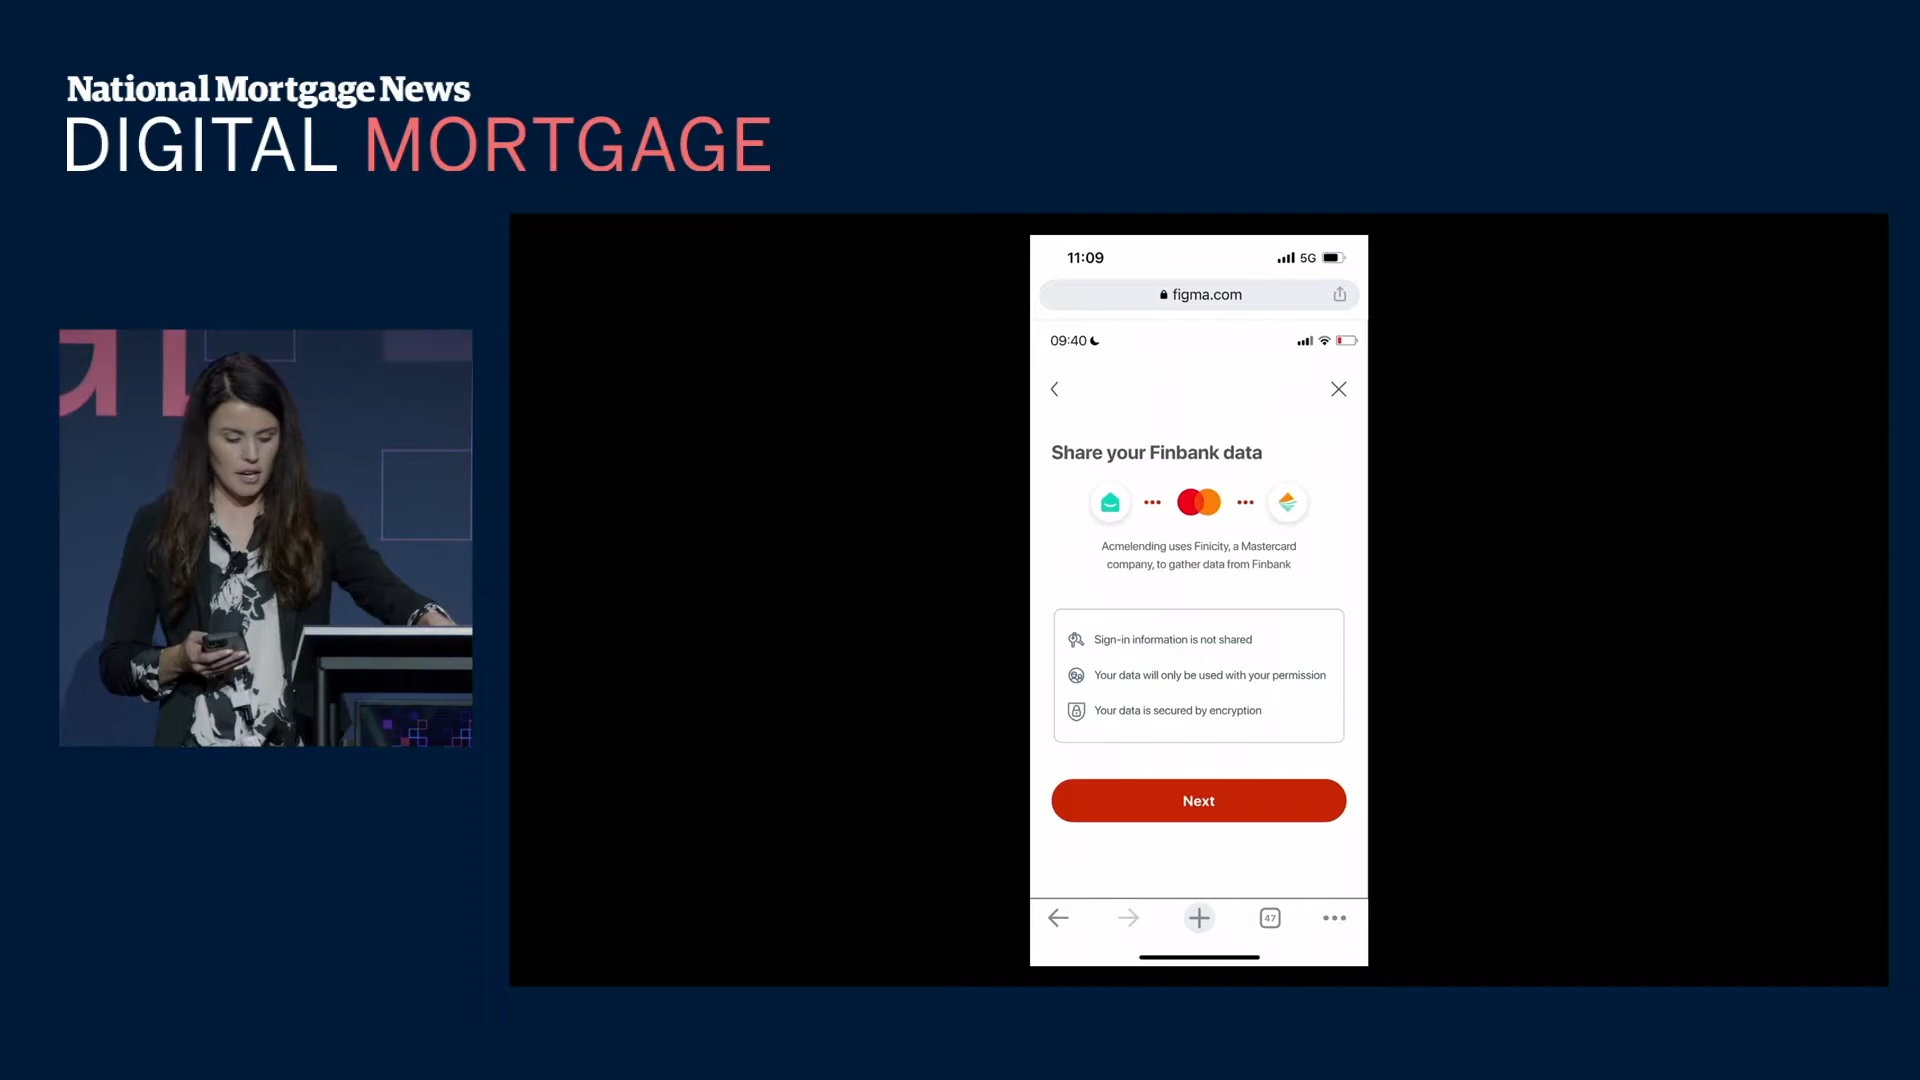 National Mortgage News
DIGITAL MORTGAGE
11:09
5G
figma.com
09:40
Share your Finbank data
Acmelending uses Finicity, a Mastercard
company, to gather data from Finbank
Sign-in information is not shared
Your data will only be used with your permission
Your data is secured by encryption
Next
47